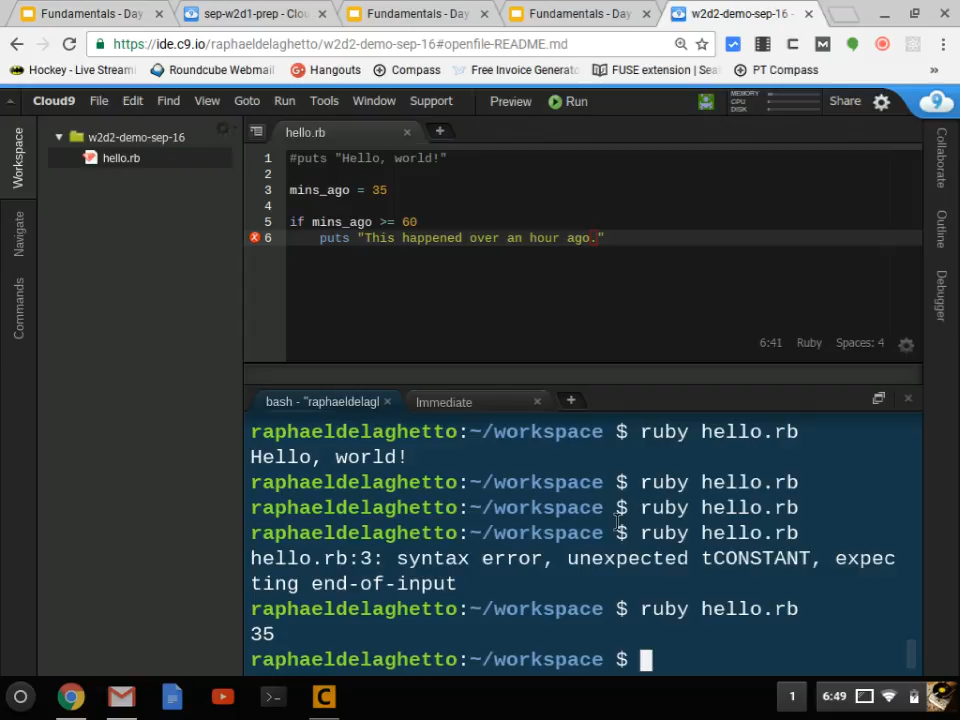 Fundamentals - Day
sep-w2d1-prep - Clou
Fundamentals - Day
Fundamentals - Day
w2d2-demo-sep-16 -
https://ide.c9.io/raphaeldelaghetto/w2d2-demo-sep-16#openfile-README.md
Hockey - Live Streami
Roundcube Webmail
Hangouts
Compass
Free Invoice Generato
FUSE extension | Sea
PT Compass
»
Cloud9 File Edit Find View Goto Run Tools Window Support Preview Run MEMORY Share
CPU
DISK
Workspace
Navigate
Commands
w2d2-demo-sep-16
hello.rb
hello.rb
1 #puts "Hello, world!"
2
3 mins_ago = 35
4
5 if mins_ago >= 60
6 puts "This happened over an hour ago."
6:41 Ruby Spaces: 4
Collaborate
Outline
Debugger
bash - "raphaeldelagl
Immediate
raphaeldelaghetto:~/workspace $ ruby hello.rb
Hello, world!
raphaeldelaghetto:~/workspace $ ruby hello.rb
raphaeldelaghetto:~/workspace $ ruby hello.rb
raphaeldelaghetto:~/workspace $ ruby hello.rb
hello.rb:3: syntax error, unexpected tCONSTANT, expec
ting end-of-input
raphaeldelaghetto:~/workspace $ ruby hello.rb
35
raphaeldelaghetto:~/workspace $
1 6:49